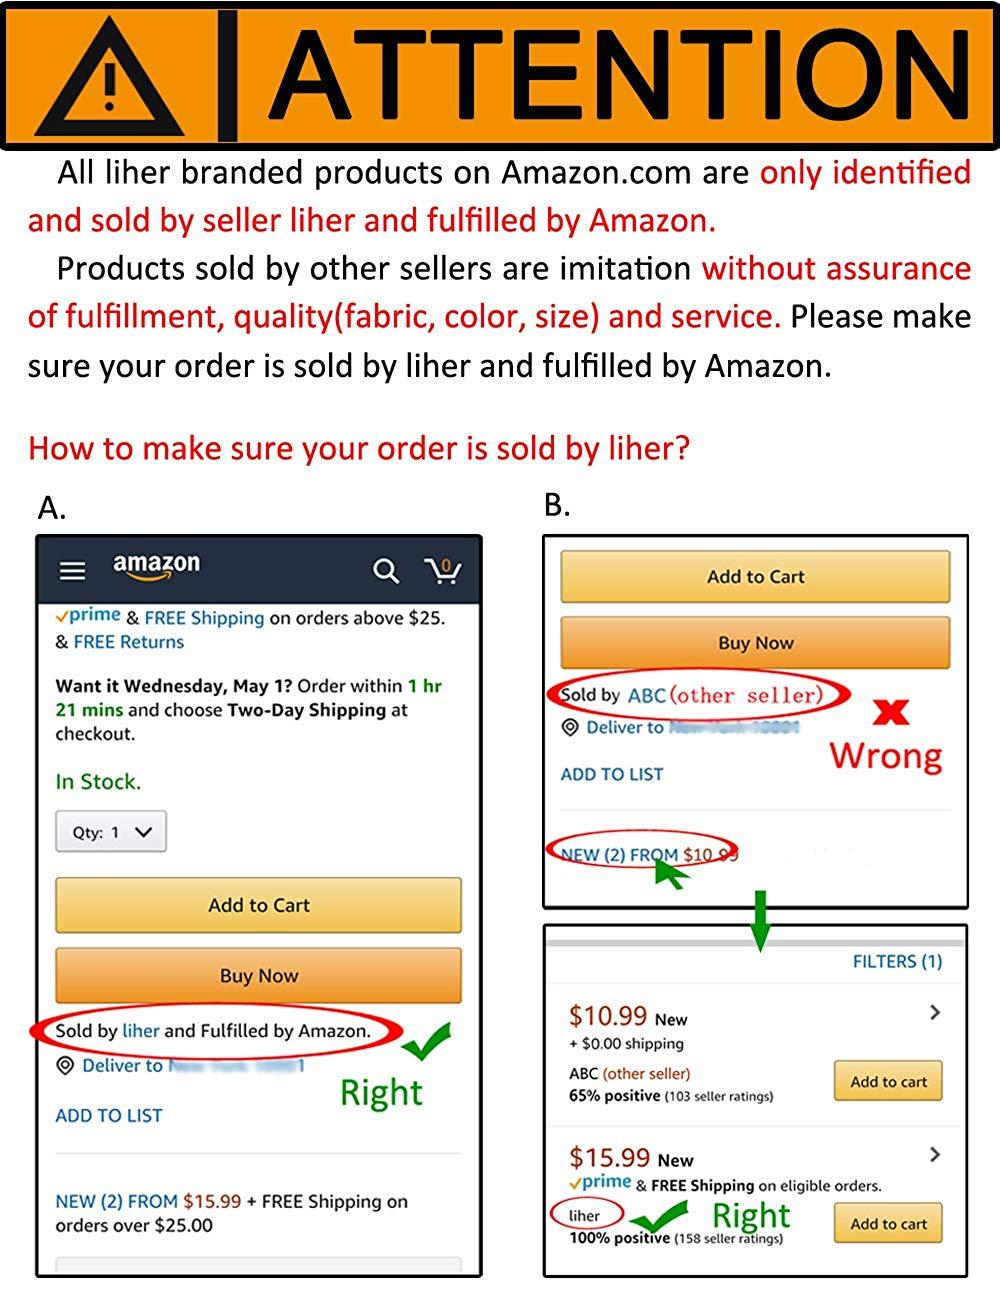 ATTENTION
All liher branded products on Amazon.com are only identified
and sold by seller liher and fulfilled by Amazon.
Products sold by other sellers are imitation without assurance
of fulfillment, quality(fabric, color, size) and service. Please make
sure your order is sold by liher and fulfilled by Amazon.
How to make sure your order is sold by liher?
A.
amazon
0
prime & FREE Shipping on orders above $25.
& FREE Returns
Want it Wednesday, May 1? Order within 1 hr
21 mins and choose Two-Day Shipping at
checkout.
In Stock.
Qty: 1
Add to Cart
Buy Now
Sold by liher and Fulfilled by Amazon.
Deliver to
Right
ADD TO LIST
NEW (2) FROM $15.99 + FREE Shipping on
orders over $25.00
B.
Add to Cart
Buy Now
Sold by ABC(other seller)
Deliver to
Wrong
ADD TO LIST
NEW (2) FROM $10.99
FILTERS (1)
$10.99 New
+ $0.00 shipping
ABC (other seller)
65% positive (103 seller ratings)
Add to cart
$15.99 New
prime & FREE Shipping on eligible orders.
liher
Right
100% positive (158 seller ratings)
Add to cart